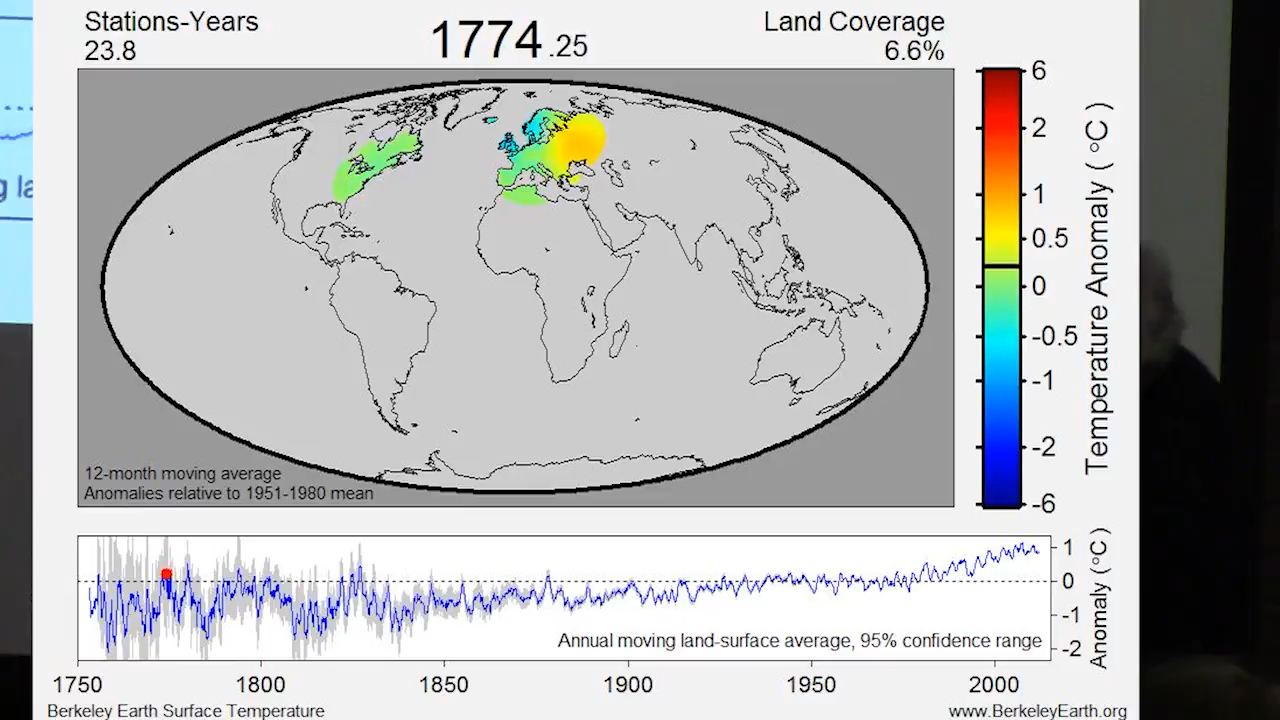 Stations-Years
23.8
1774.25
Land Coverage
6.6%
6
2
1
0.5
0
-0.5
-1
-2
-6
Temperature Anomaly (°C)
12-month moving average
Anomalies relative to 1951-1980 mean
1
0
-1
-2
Anomaly (°C)
Annual moving land-surface average, 95% confidence range
1750 1800 1850 1900 1950 2000
Berkeley Earth Surface Temperature
www.BerkeleyEarth.org
g la